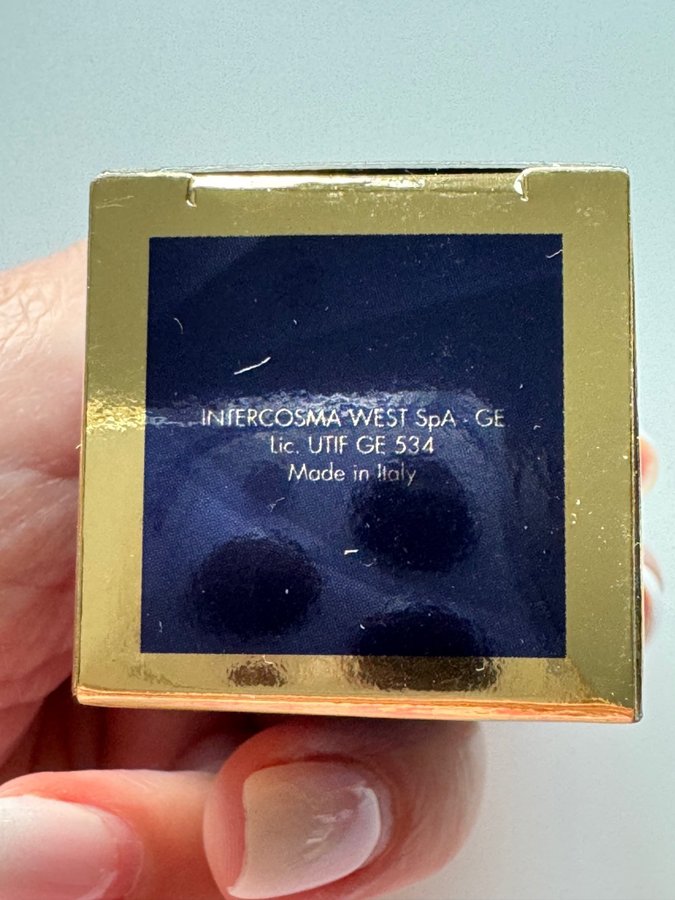 INTERCOSMA WEST SpA - GE
Lic. UTIF GE 534
Made in Italy